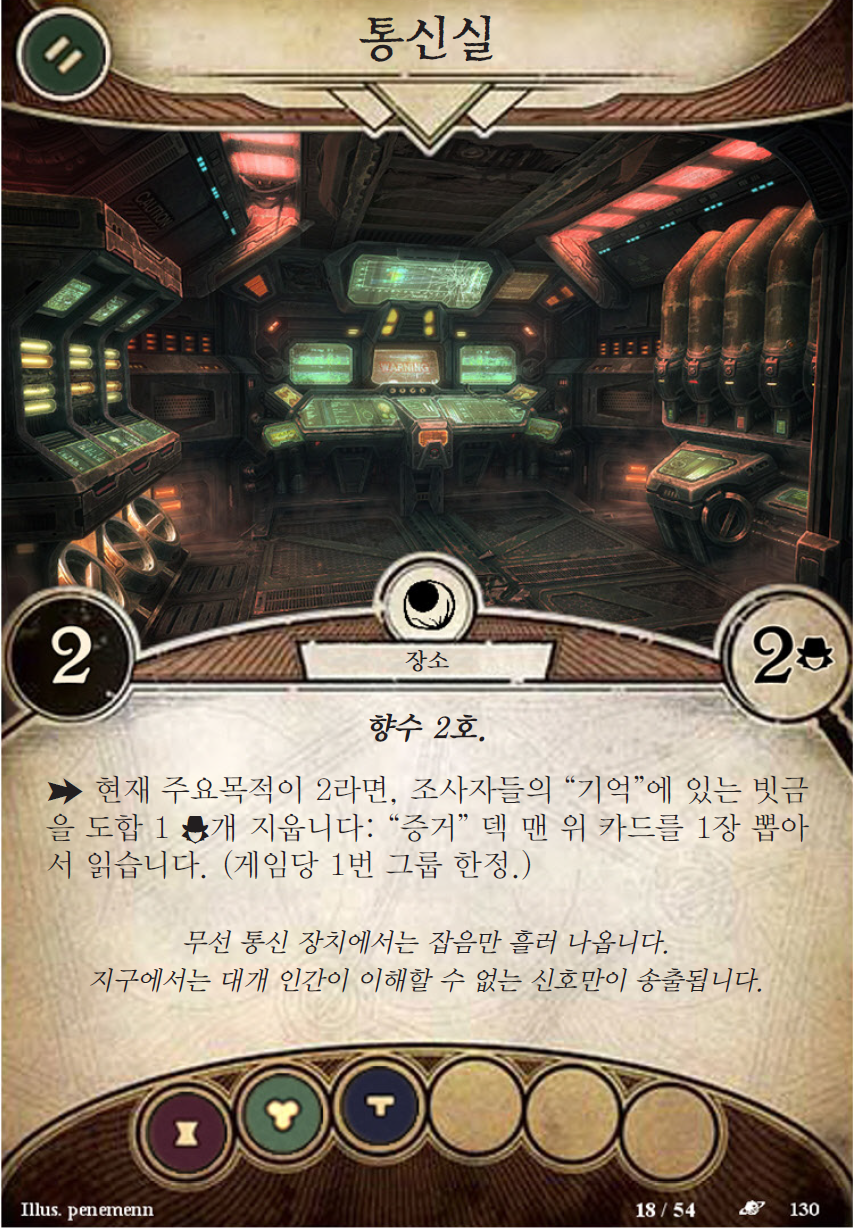 통신실
CAUTION
WARNING
2
장소
2
향수 2호.
현재 주요목적이 2라면, 조사자들의 “기억”에 있는 빗금
을 도합 1 개 지웁니다: “증거” 덱 맨 위 카드를 1장 뽑아
서 읽습니다. (게임당 1번 그룹 한정.)
무선 통신 장치에서는 잡음만 흘러 나옵니다.
지구에서는 대개 인간이 이해할 수 없는 신호만이 송출됩니다.
Illus. penemenn
18 / 54
130